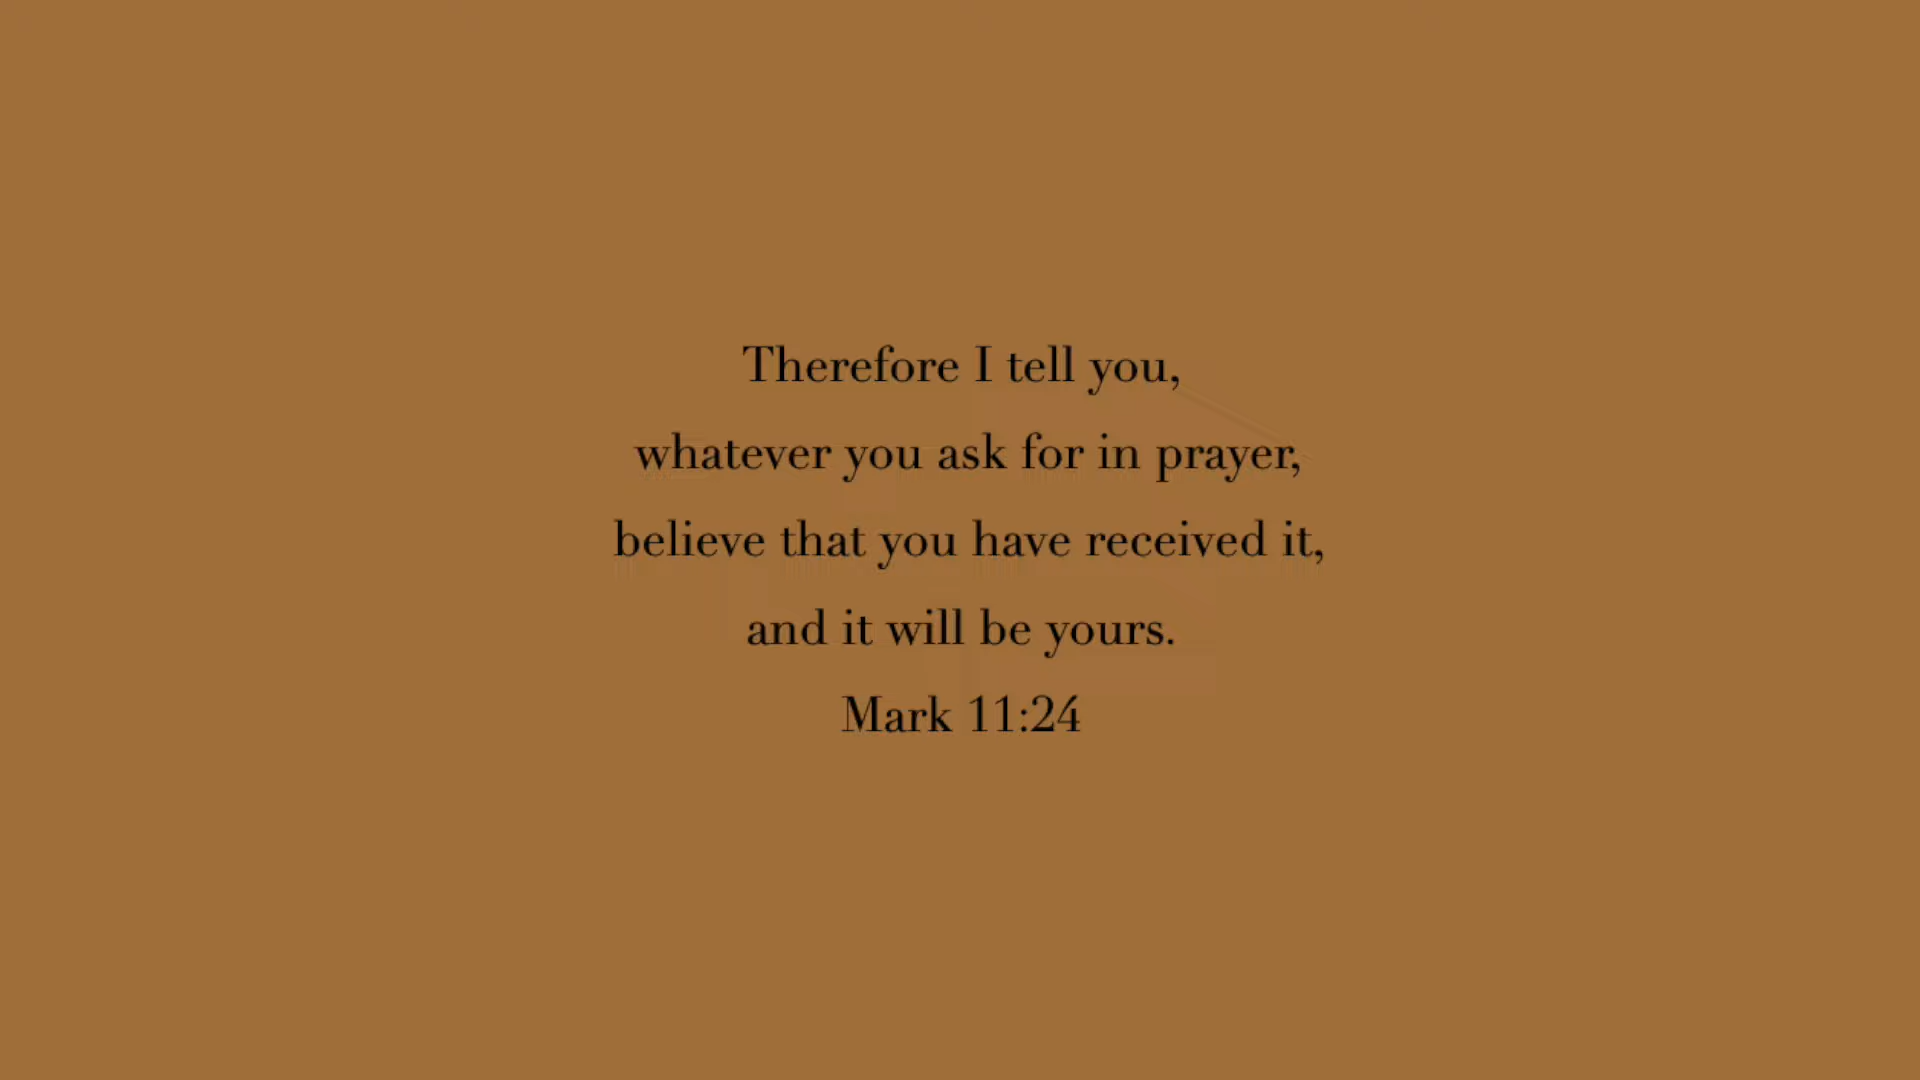 Therefore I tell you,
whatever you ask for in prayer,
believe that you have received it,
and it will be yours.
Mark 11:24